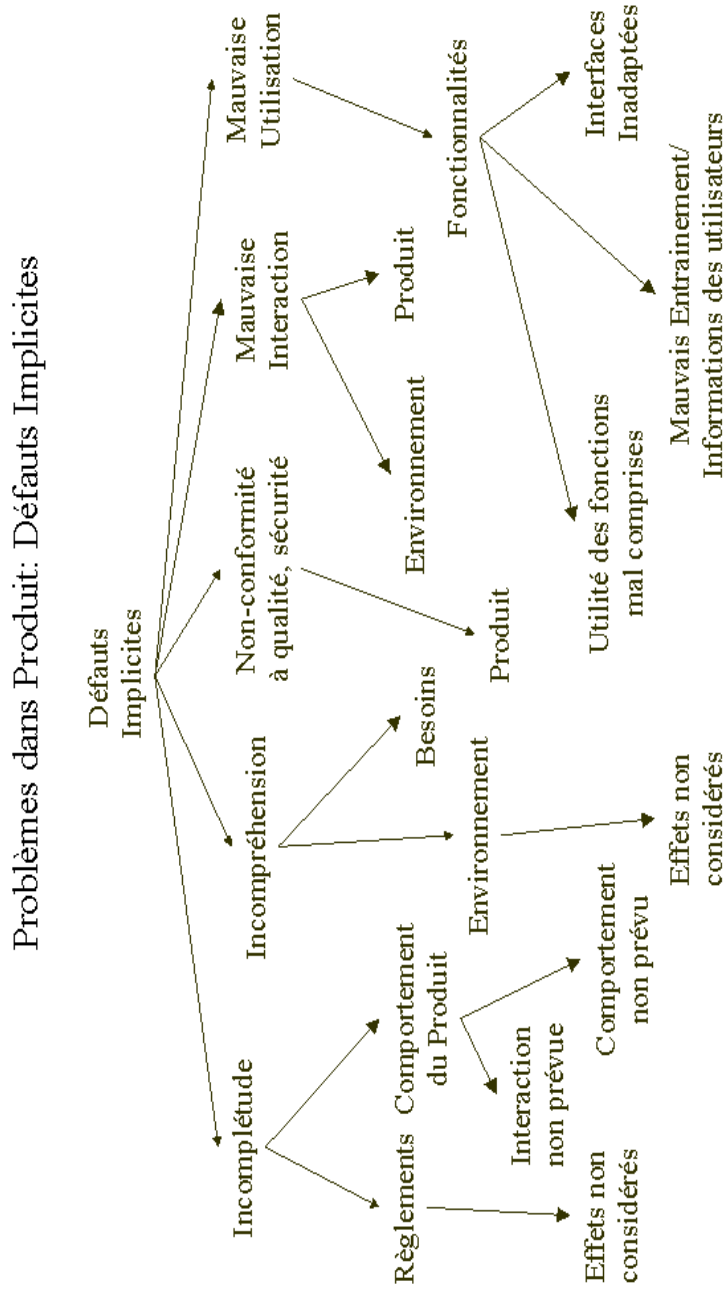 Problèmes dans Produit: Défauts Implicites
Défauts
Implicites
Incomplétude
Incompréhension
Non-conformité
à qualité, sécurité
Mauvaise
Interaction
Mauvaise
Utilisation
Règlements
Comportement
du Produit
Besoins
Environnement
Produit
Environnement
Produit
Fonctionnalités
Interaction
non prévue
Comportement
non prévu
Effets non
considérés
Effets non
considérés
Utilité des fonctions
mal comprises
Mauvais Entrainement/
Informations des utilisateurs
Interfaces
Inadaptées